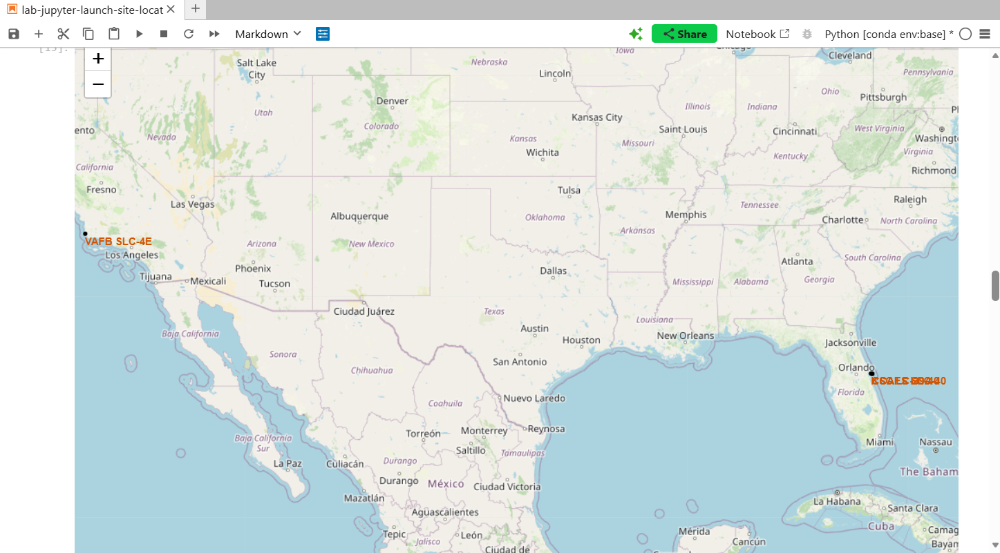 lab-jupyter-launch-site-locat
Markdown
Share
Notebook
Python [conda env:base] *
Iowa
Chicago
Cleveland
Salt Lake
City
Nebraska
Lincoln
Pennsylvania
Ohio
Pittsburgh
Denver
Utah
Colorado
Kansas City
Illinois
Indiana
Saint Louis
Cincinnati
West Virginia
ento
Nevada
Kansas
Wichita
Missouri
Kentucky
Washingt
Virginia
Richmond
California
Fresno
Las Vegas
Tulsa
Raleigh
Albuquerque
Oklahoma
Memphis
Tennessee
Charlotte
North Carolina
Arkansas
VAFB SLC-4E
Los Angeles
Arizona
New Mexico
Phoenix
Tucson
Dallas
Atlanta
South Carolina
Tijuana
Mexicali
Mississippi
Alabama
Georgia
Ciudad Juárez
Texas
Louisiana
Baja California
Austin
Houston
New Orleans
Jacksonville
Sonora
Chihuahua
San Antonio
Orlando
Florida
Coahuila
Nuevo Laredo
Torreón
Monterrey
Reynosa
Baja California
Sur
Saltillo
Tamaulipas
Miami
Nassau
La Paz
Culiacán
Durango
Durango
México
Ciudad Victoria
The Baham
Mazatlán
Aguascalientes
La Habana
Santa Clara
Tepic
León
Jalisco
Ciudad de
Mérida
Cancún
Cuba
Camag
Bayam